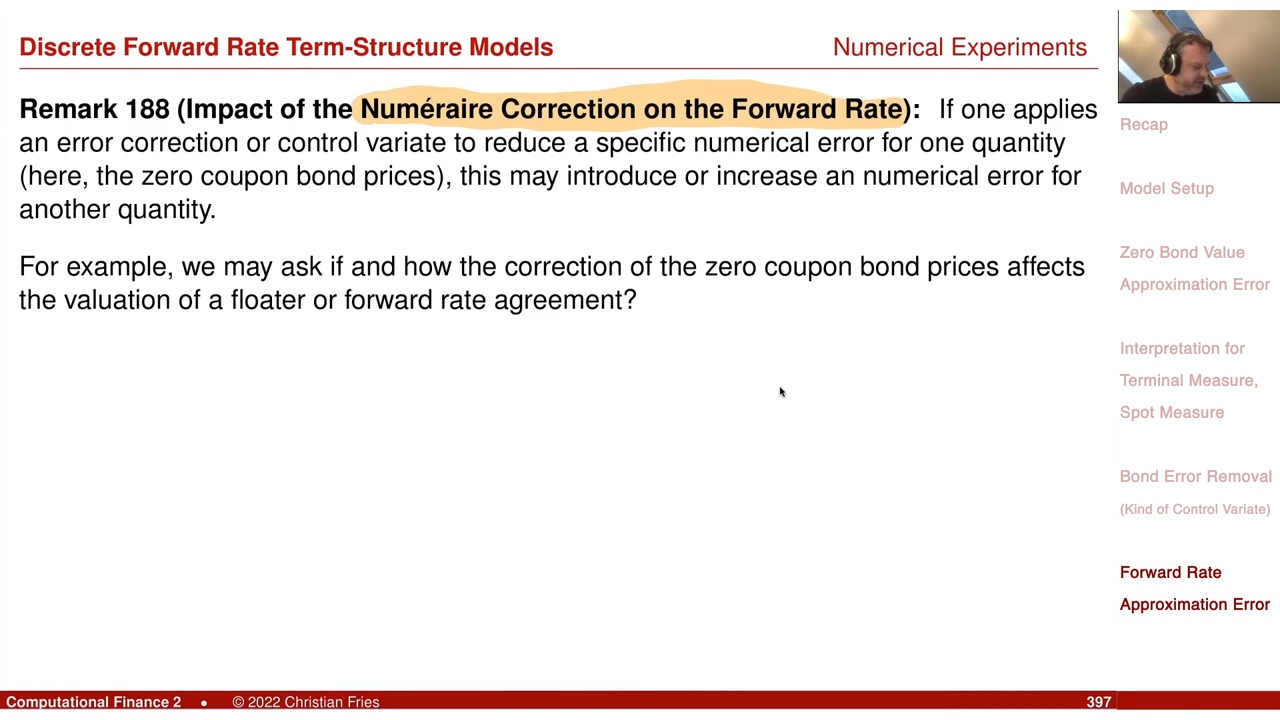 Discrete Forward Rate Term-Structure Models
Numerical Experiments
Remark 188 (Impact of the Numéraire Correction on the Forward Rate): If one applies
an error correction or control variate to reduce a specific numerical error for one quantity
(here, the zero coupon bond prices), this may introduce or increase an numerical error for
another quantity.
For example, we may ask if and how the correction of the zero coupon bond prices affects
the valuation of a floater or forward rate agreement?
Recap
Model Setup
Zero Bond Value
Approximation Error
Interpretation for
Terminal Measure,
Spot Measure
Bond Error Removal
(Kind of Control Variate)
Forward Rate
Approximation Error
Computational Finance 2 • © 2022 Christian Fries
397